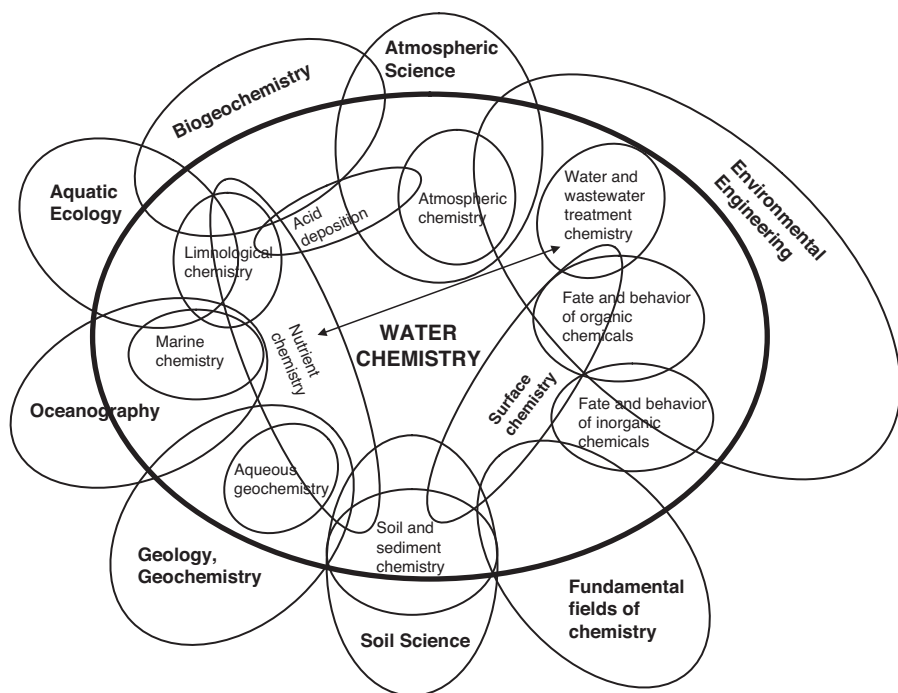 Atmospheric
Science
Biogeochemistry
Environmental
Engineering
Aquatic
Ecology
Acid
deposition
Atmospheric
chemistry
Water and
wastewater
treatment
chemistry
Limnological
chemistry
Fate and behavior
of organic
chemicals
Marine
chemistry
Nutrient
chemistry
WATER
CHEMISTRY
Surface
chemistry
Fate and behavior
of inorganic
chemicals
Oceanography
Aqueous
geochemistry
Soil and
sediment
chemistry
Geology,
Geochemistry
Soil Science
Fundamental
fields of
chemistry